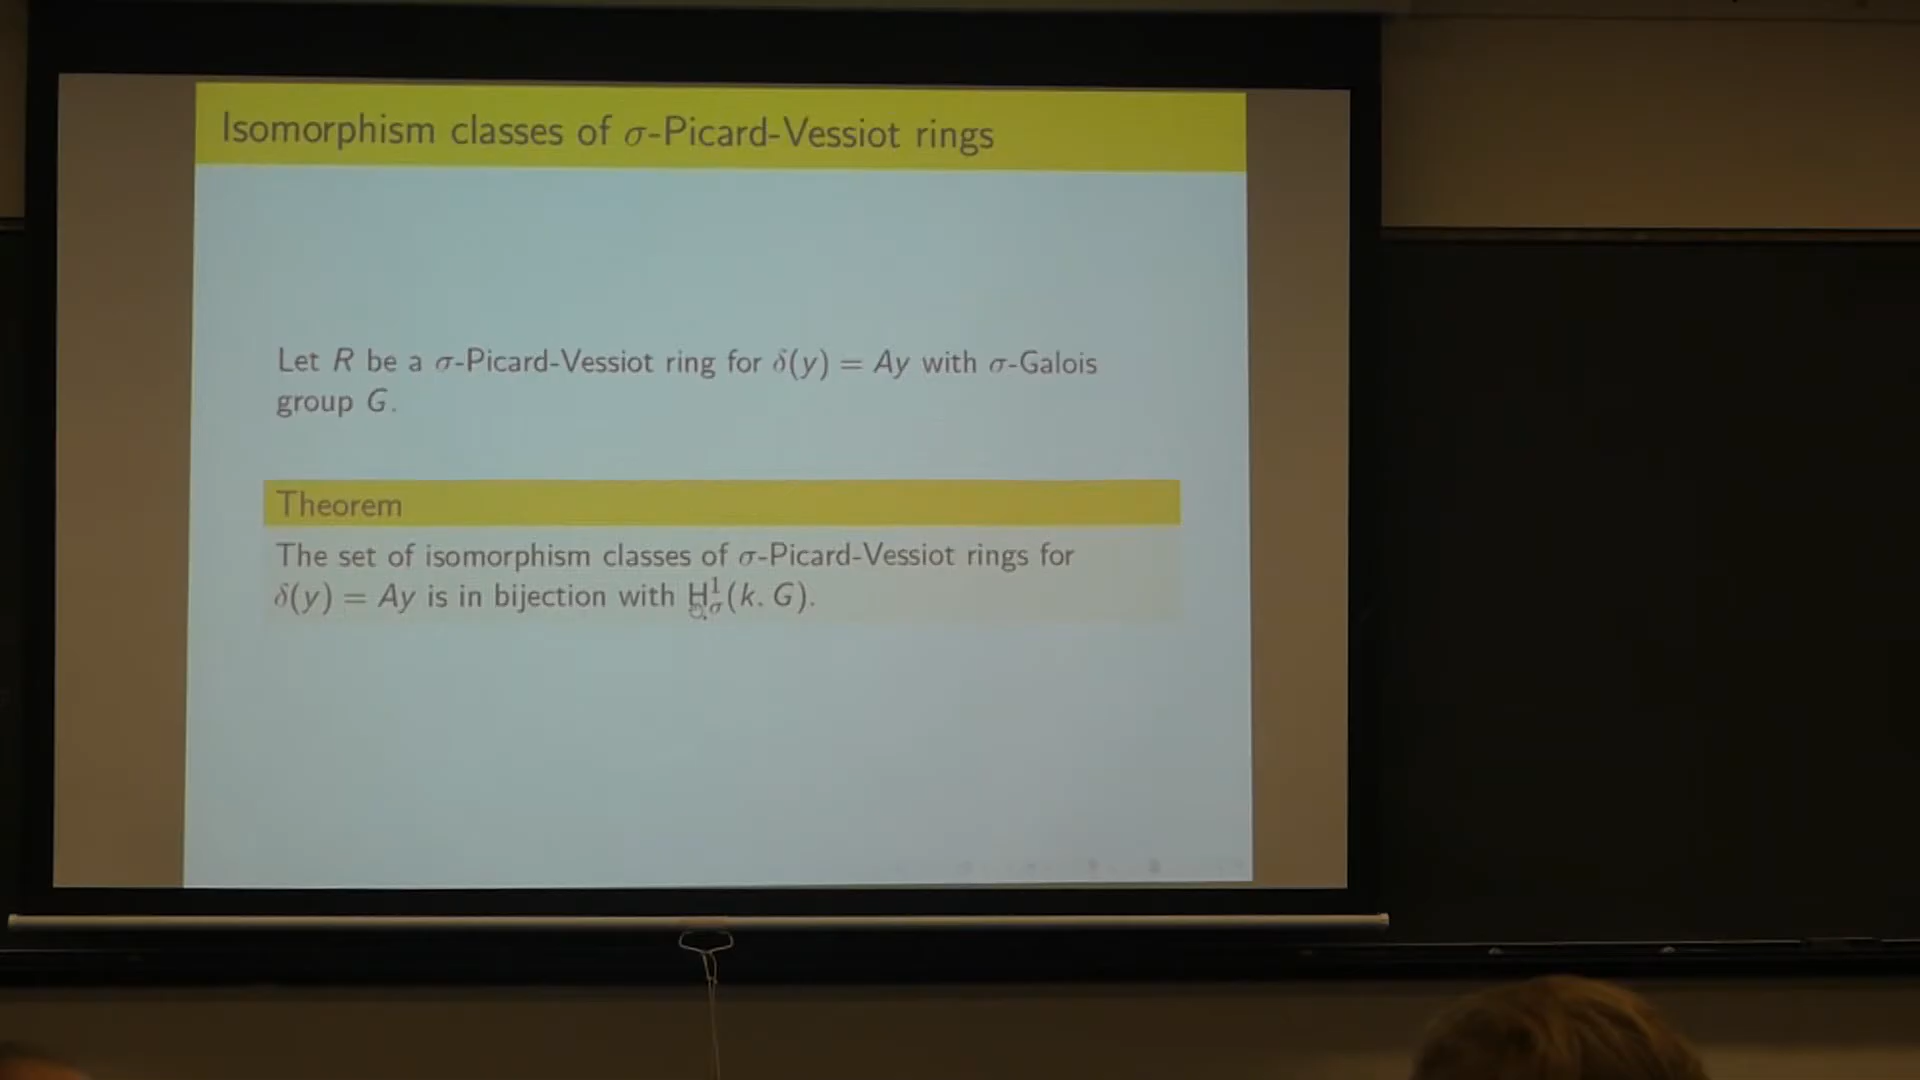 Isomorphism classes of σ-Picard-Vessiot rings
Let R be a σ-Picard-Vessiot ring for δ(y) = Ay with σ-Galois
group G.
Theorem
The set of isomorphism classes of σ-Picard-Vessiot rings for
δ(y) = Ay is in bijection with H¹σ(k, G).